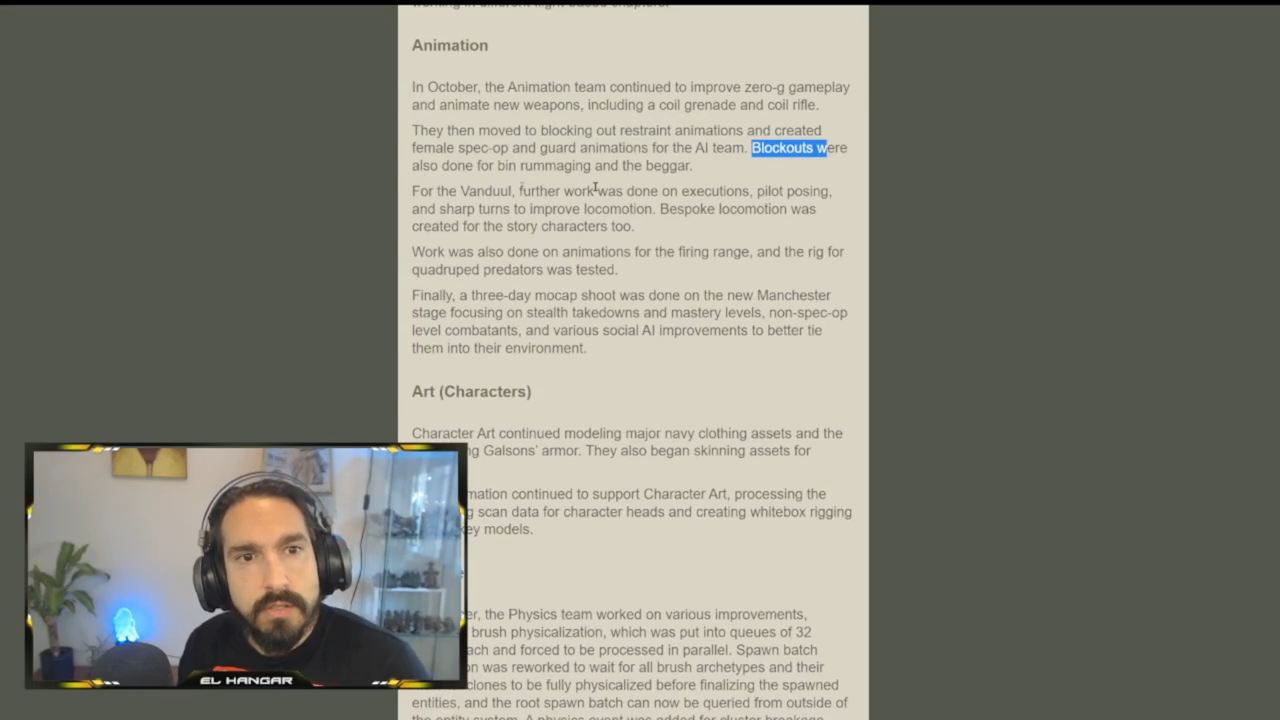 Animation
In October, the Animation team continued to improve zero-g gameplay
and animate new weapons, including a coil grenade and coil rifle.
They then moved to blocking out restraint animations and created
female spec-op and guard animations for the AI team. Blockouts were
also done for bin rummaging and the beggar.
For the Vanduul, further work was done on executions, pilot posing,
and sharp turns to improve locomotion. Bespoke locomotion was
created for the story characters too.
Work was also done on animations for the firing range, and the rig for
quadruped predators was tested.
Finally, a three-day mocap shoot was done on the new Manchester
stage focusing on stealth takedowns and mastery levels, non-spec-op
level combatants, and various social AI improvements to better tie
them into their environment.
Art (Characters)
Character Art continued modeling major navy clothing assets and the
Galsons' armor. They also began skinning assets for
continued to support Character Art, processing the
scan data for character heads and creating whitebox rigging
models.
the Physics team worked on various improvements,
brush physicalization, which was put into queues of 32
and forced to be processed in parallel. Spawn batch
was reworked to wait for all brush archetypes and their
clones to be fully physicalized before finalizing the spawned
entities, and the root spawn batch can now be queried from outside of
the entity system. A physics event was added for cluster breakage
EL HANGAR